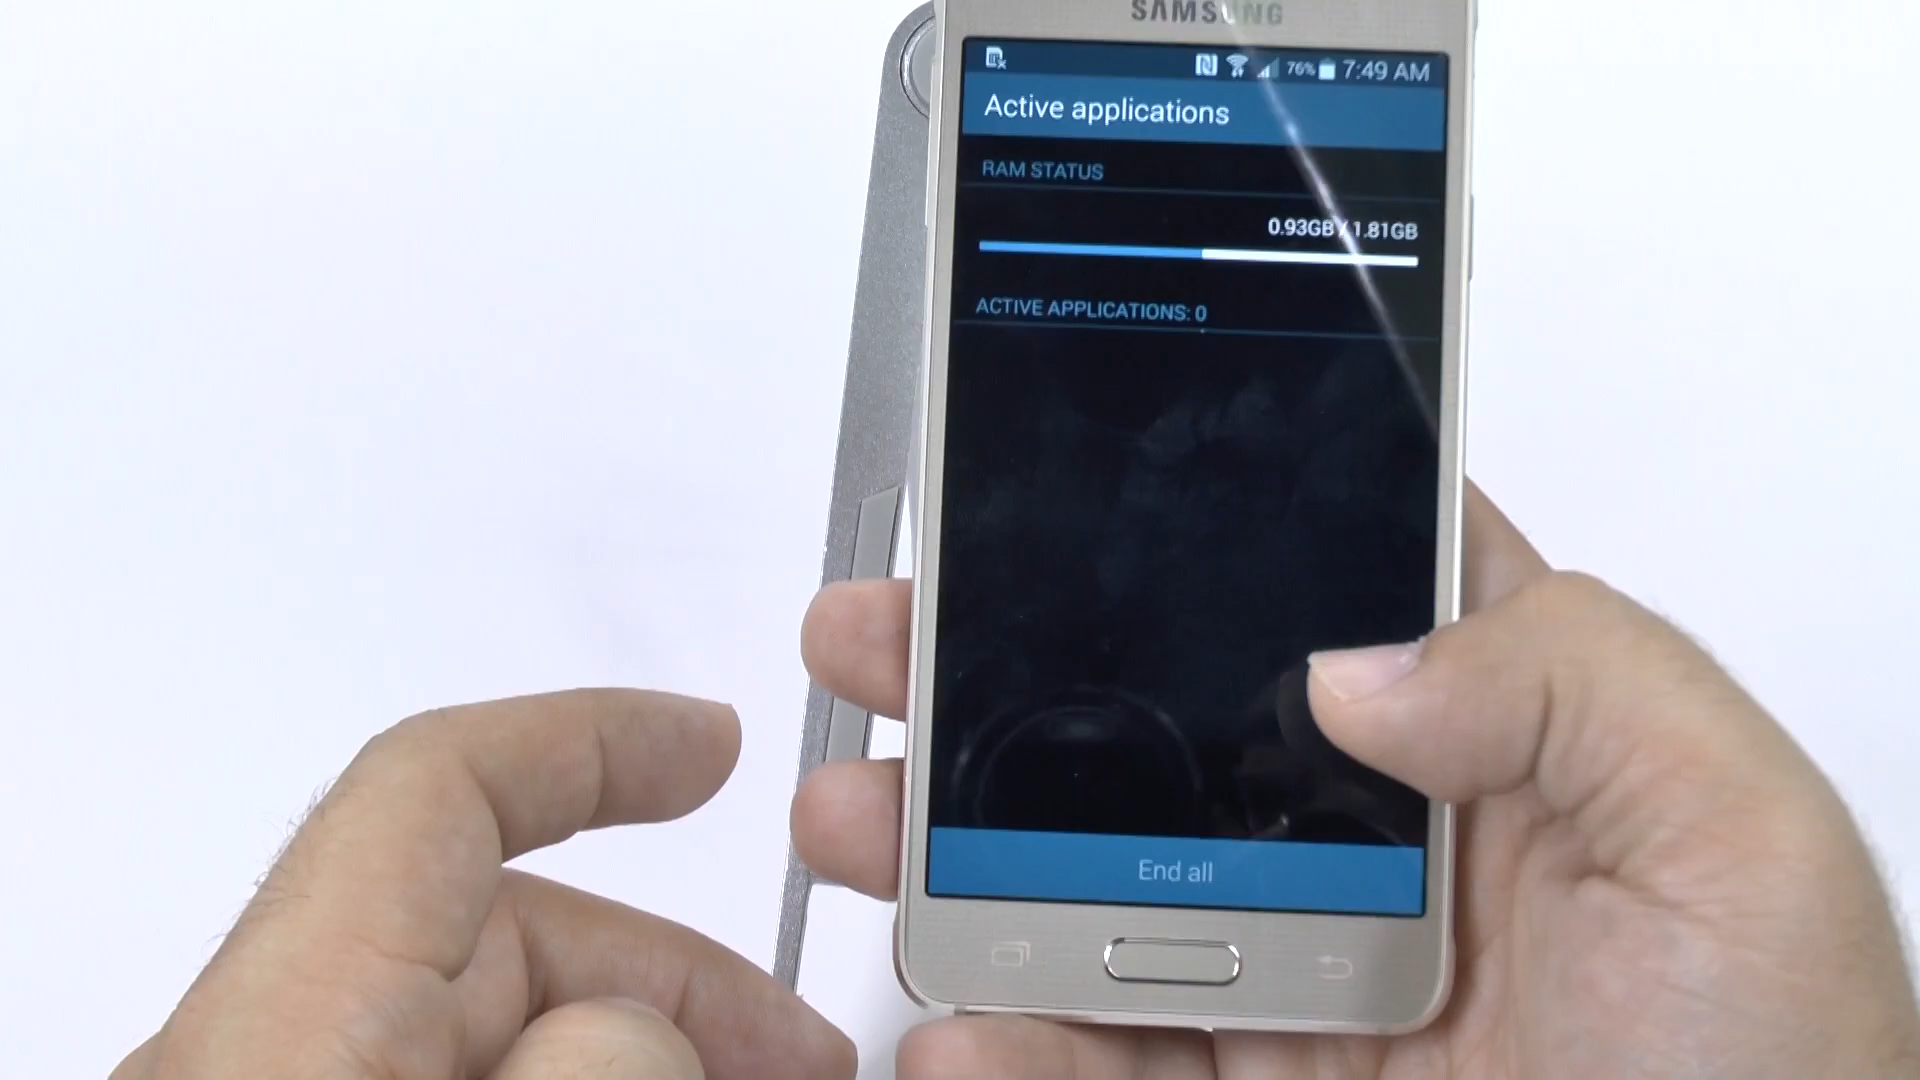 SAMSUNG
76% 7:49 AM
Active applications
RAM STATUS
0.93GB / 1.81GB
ACTIVE APPLICATIONS: 0
End all